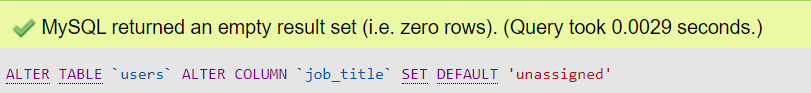 MySQL returned an empty result set (i.e. zero rows). (Query took 0.0029 seconds.)
ALTER TABLE `users` ALTER COLUMN `job_title` SET DEFAULT 'unassigned'